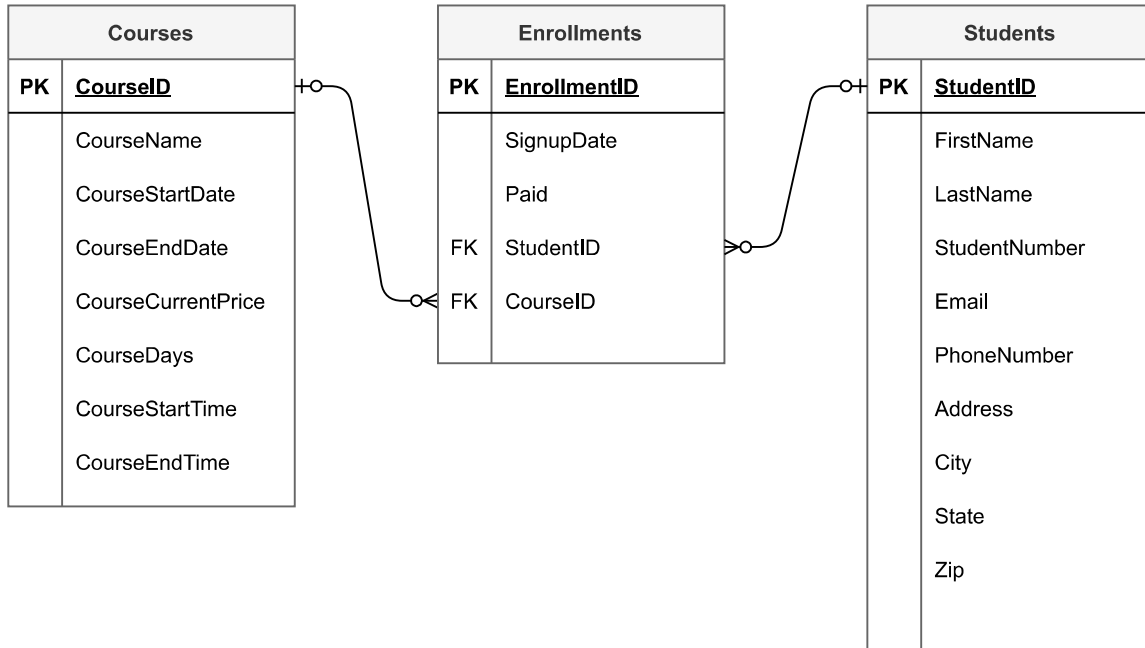 Courses
PK CourseID
CourseName
CourseStartDate
CourseEndDate
CourseCurrentPrice
CourseDays
CourseStartTime
CourseEndTime
Enrollments
PK EnrollmentID
SignupDate
Paid
FK StudentID
FK CourseID
Students
PK StudentID
FirstName
LastName
StudentNumber
Email
PhoneNumber
Address
City
State
Zip